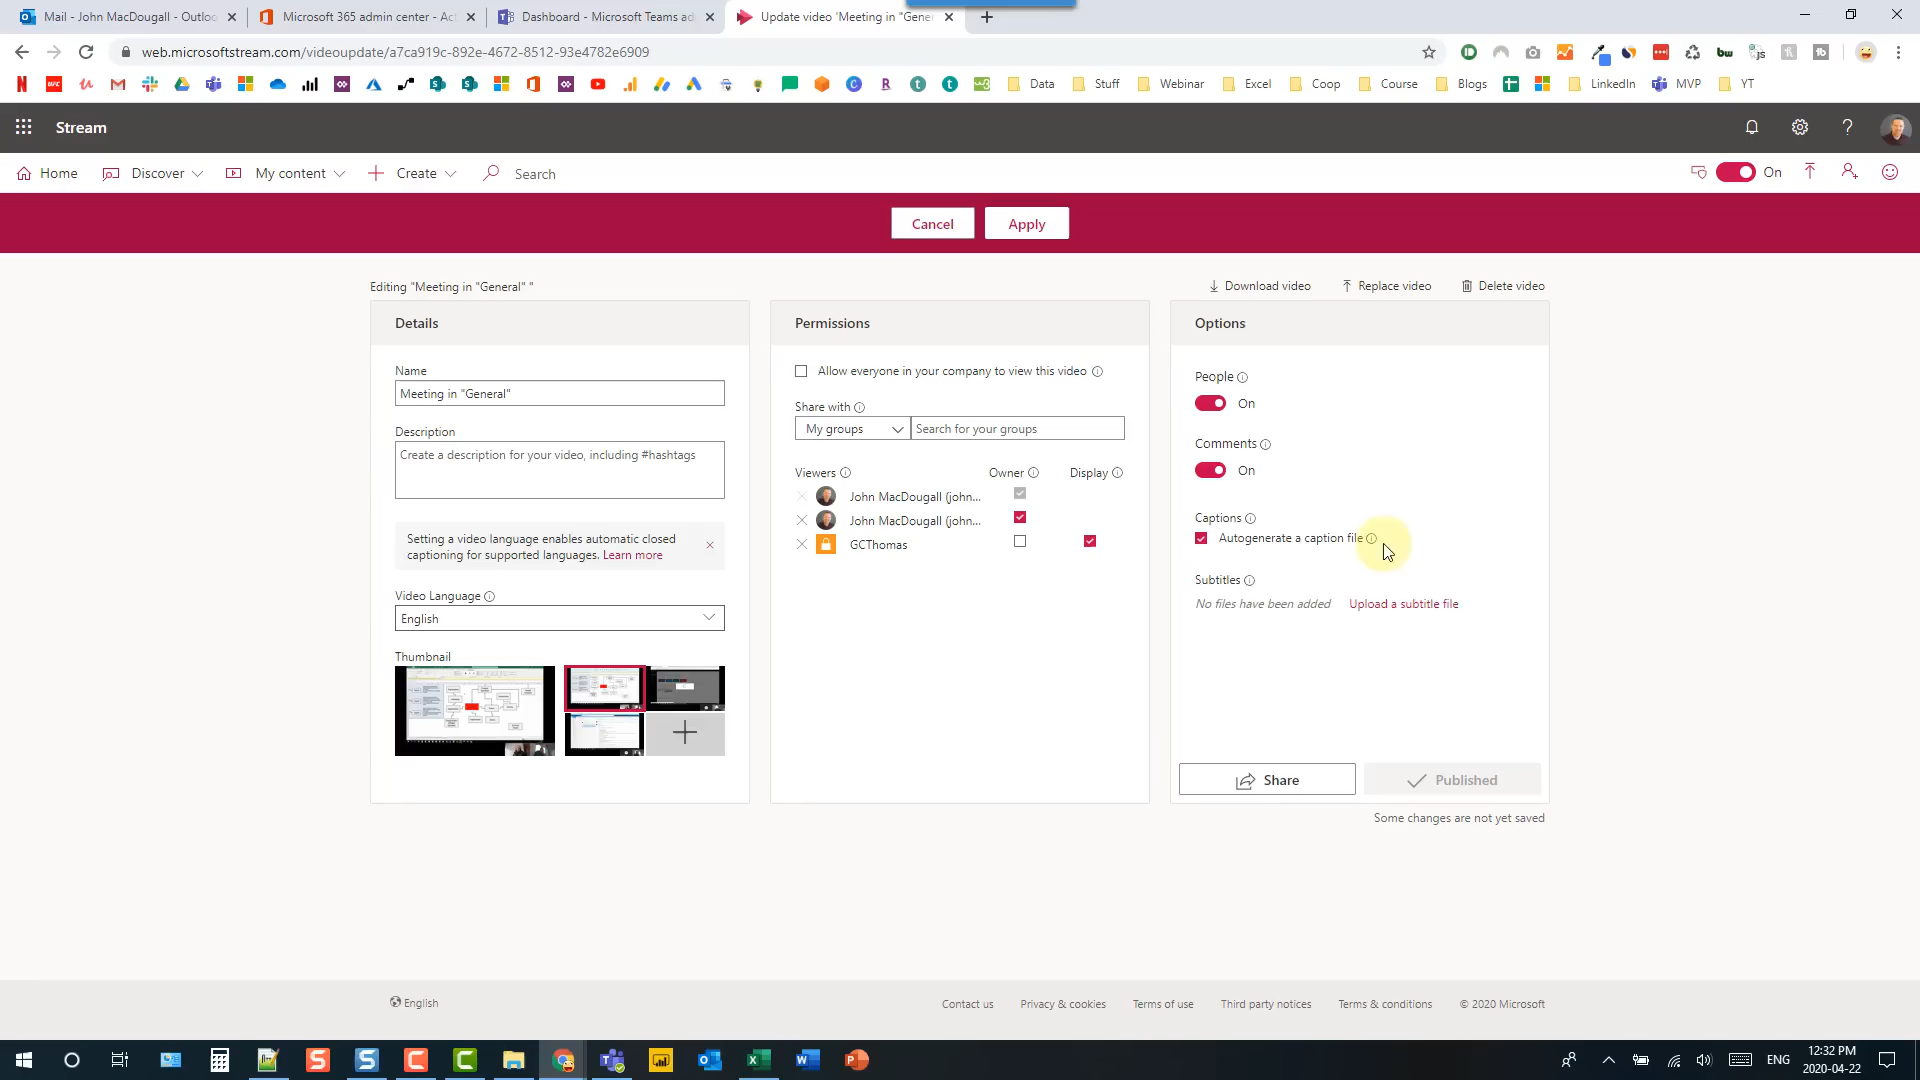 Mail - John MacDougall - Outloo
Microsoft 365 admin center - Act
Dashboard - Microsoft Teams ad
Update video 'Meeting in "Gener
web.microsoftstream.com/videoupdate/a7ca919c-892e-4672-8512-93e4782e6909
Data
Stuff
Webinar
Excel
Coop
Course
Blogs
LinkedIn
MVP
YT
Stream
Home
Discover
My content
Create
Search
On
Cancel
Apply
Editing "Meeting in "General" "
Download video
Replace video
Delete video
Details
Name
Meeting in "General"
Description
Create a description for your video, including #hashtags
Setting a video language enables automatic closed
captioning for supported languages. Learn more
Video Language
English
Thumbnail
Permissions
Allow everyone in your company to view this video
Share with
My groups
Search for your groups
Viewers
Owner
Display
John MacDougall (john...
John MacDougall (john...
GCThomas
Options
People
On
Comments
On
Captions
Autogenerate a caption file
Subtitles
No files have been added
Upload a subtitle file
Share
Published
Some changes are not yet saved
English
Contact us
Privacy & cookies
Terms of use
Third party notices
Terms & conditions
© 2020 Microsoft
ENG
12:32 PM
2020-04-22